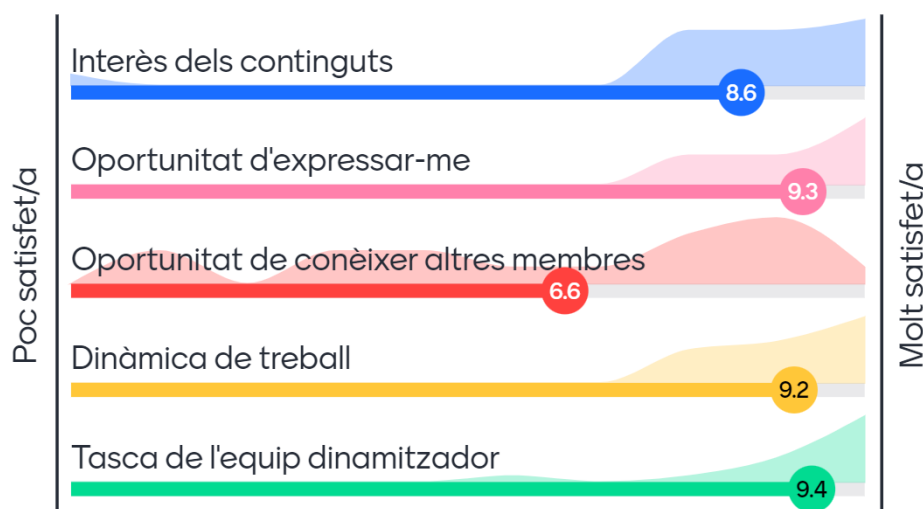 Interès dels continguts
8.6
Oportunitat d'expressar-me
9.3
Oportunitat de conèixer altres membres
6.6
Dinàmica de treball
9.2
Tasca de l'equip dinamitzador
9.4
Poc satisfet/a
Molt satisfet/a